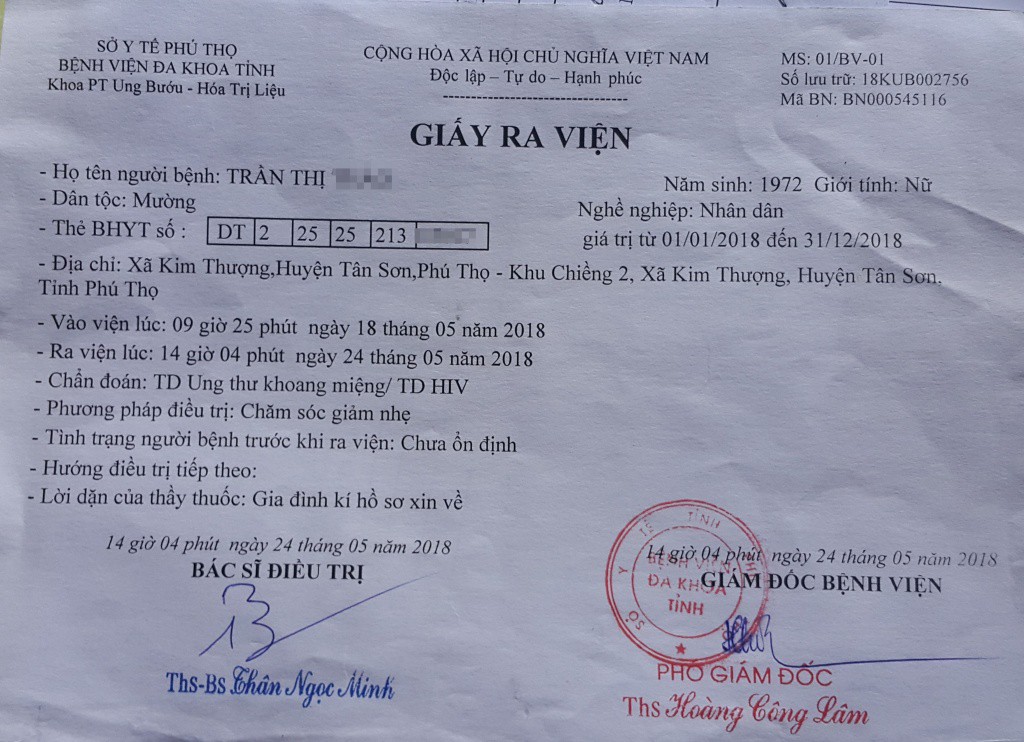 SỞ Y TẾ PHÚ THỌ
BỆNH VIỆN ĐA KHOA TỈNH
Khoa PT Ung Bướu - Hóa Trị Liệu
CỘNG HÒA XÃ HỘI CHỦ NGHĨA VIỆT NAM
Độc lập – Tự do – Hạnh phúc
MS: 01/BV-01
Số lưu trữ: 18KUB002756
Mã BN: BN000545116
GIẤY RA VIỆN
- Họ tên người bệnh: TRẦN THỊ
Năm sinh: 1972 Giới tính: Nữ
- Dân tộc: Mường
Nghề nghiệp: Nhân dân
- Thẻ BHYT số : DT 2 25 25 213
giá trị từ 01/01/2018 đến 31/12/2018
- Địa chỉ: Xã Kim Thượng,Huyện Tân Sơn,Phú Thọ - Khu Chiềng 2, Xã Kim Thượng, Huyện Tân Sơn,
Tỉnh Phú Thọ
- Vào viện lúc: 09 giờ 25 phút ngày 18 tháng 05 năm 2018
- Ra viện lúc: 14 giờ 04 phút ngày 24 tháng 05 năm 2018
- Chẩn đoán: TD Ung thư khoang miệng/ TD HIV
- Phương pháp điều trị: Chăm sóc giảm nhẹ
- Tình trạng người bệnh trước khi ra viện: Chưa ổn định
- Hướng điều trị tiếp theo:
- Lời dặn của thầy thuốc: Gia đình kí hồ sơ xin về
14 giờ 04 phút ngày 24 tháng 05 năm 2018
BÁC SĨ ĐIỀU TRỊ
Ths-Bs Thân Ngọc Minh
14 giờ 04 phút ngày 24 tháng 05 năm 2018
GIÁM ĐỐC BỆNH VIỆN
SỞ Y TẾ TỈNH
BỆNH VIỆN
ĐA KHOA
TỈNH
PHÓ GIÁM ĐỐC
Ths Hoàng Công Lâm